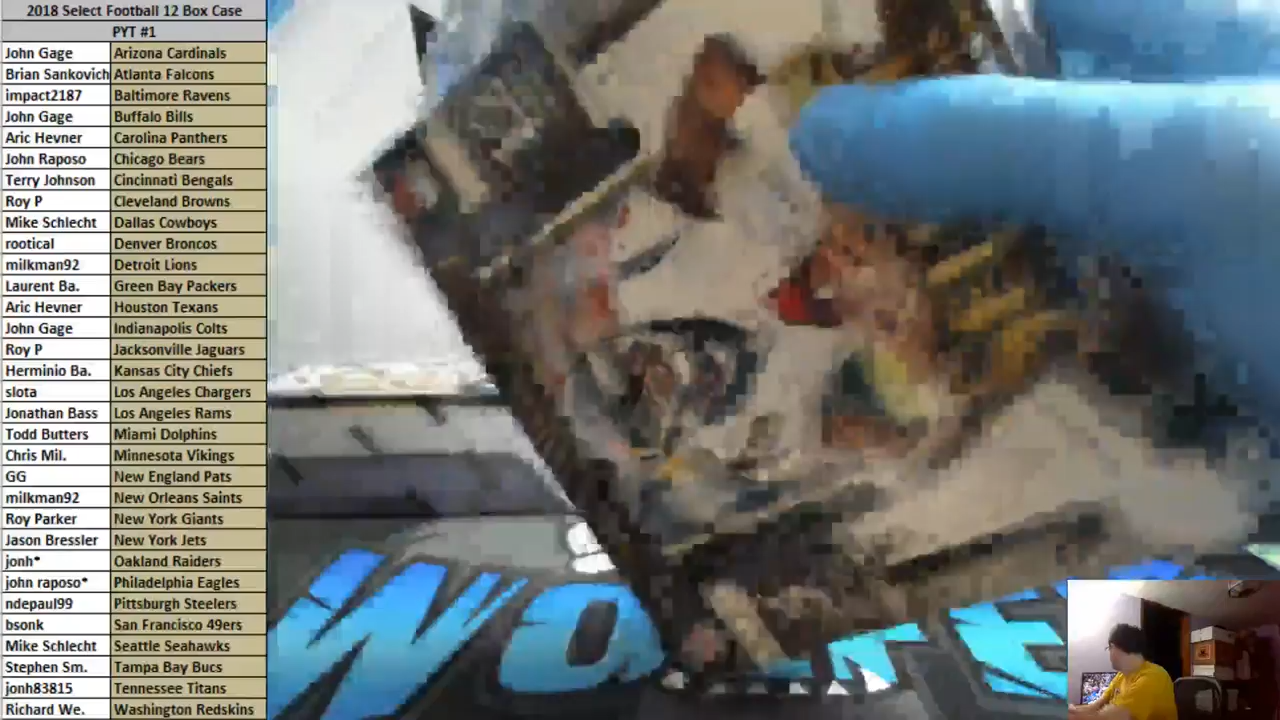 2018 Select Football 12 Box Case
PYT #1
John Gage Arizona Cardinals
Brian Sankovich Atlanta Falcons
impact2187 Baltimore Ravens
John Gage Buffalo Bills
Aric Hevner Carolina Panthers
John Raposo Chicago Bears
Terry Johnson Cincinnati Bengals
Roy P Cleveland Browns
Mike Schlecht Dallas Cowboys
rootical Denver Broncos
milkman92 Detroit Lions
Laurent Ba. Green Bay Packers
Aric Hevner Houston Texans
John Gage Indianapolis Colts
Roy P Jacksonville Jaguars
Herminio Ba. Kansas City Chiefs
slota Los Angeles Chargers
Jonathan Bass Los Angeles Rams
Todd Butters Miami Dolphins
Chris Mil. Minnesota Vikings
GG New England Pats
milkman92 New Orleans Saints
Roy Parker New York Giants
Jason Bressler New York Jets
jonh* Oakland Raiders
john raposo* Philadelphia Eagles
ndepaul99 Pittsburgh Steelers
bsonk San Francisco 49ers
Mike Schlecht Seattle Seahawks
Stephen Sm. Tampa Bay Bucs
jonh83815 Tennessee Titans
Richard We. Washington Redskins